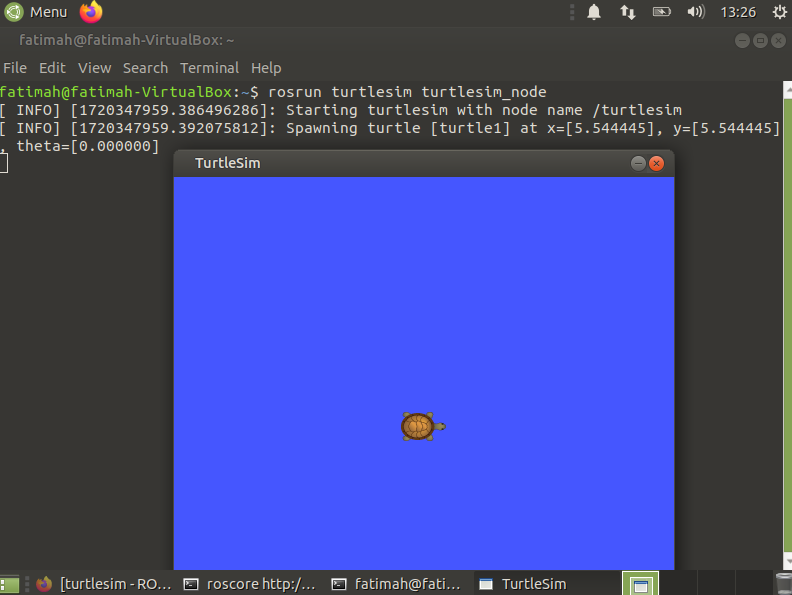 Menu 13:26
fatimah@fatimah-VirtualBox: ~
File Edit View Search Terminal Help
fatimah@fatimah-VirtualBox:~$ rosrun turtlesim turtlesim_node
[ INFO] [1720347959.386496286]: Starting turtlesim with node name /turtlesim
[ INFO] [1720347959.392075812]: Spawning turtle [turtle1] at x=[5.544445], y=[5.544445]
, theta=[0.000000]
TurtleSim
[turtlesim - RO... roscore http:/... fatimah@fati... TurtleSim